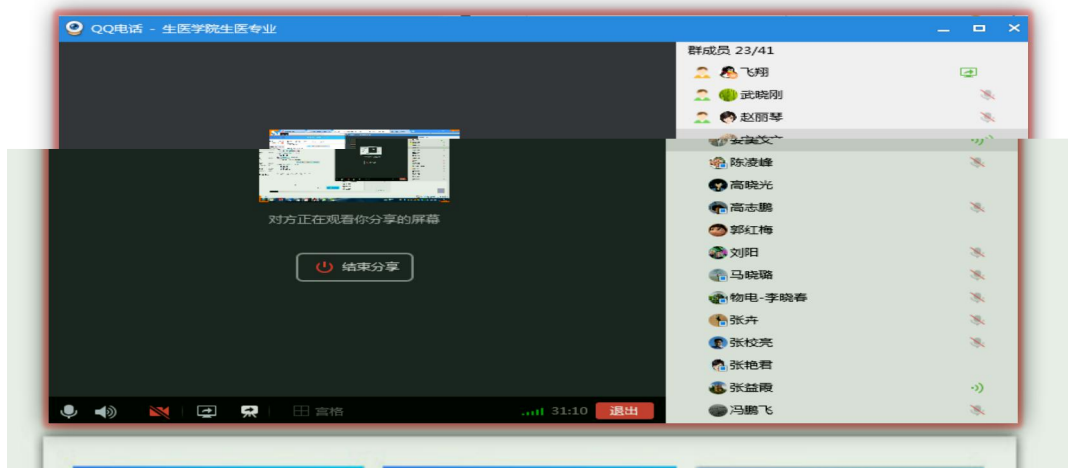 QQ电话 - 生医学院生医专业
群成员 23/41
飞翔
武晓刚
赵丽琴
安美文
陈凌峰
高晓光
高志鹏
郭红梅
刘阳
马晓璐
物电-李晓春
张卉
张校亮
张艳君
张益霞
冯鹏飞
对方正在观看你分享的屏幕
结束分享
宫格
31:10
退出